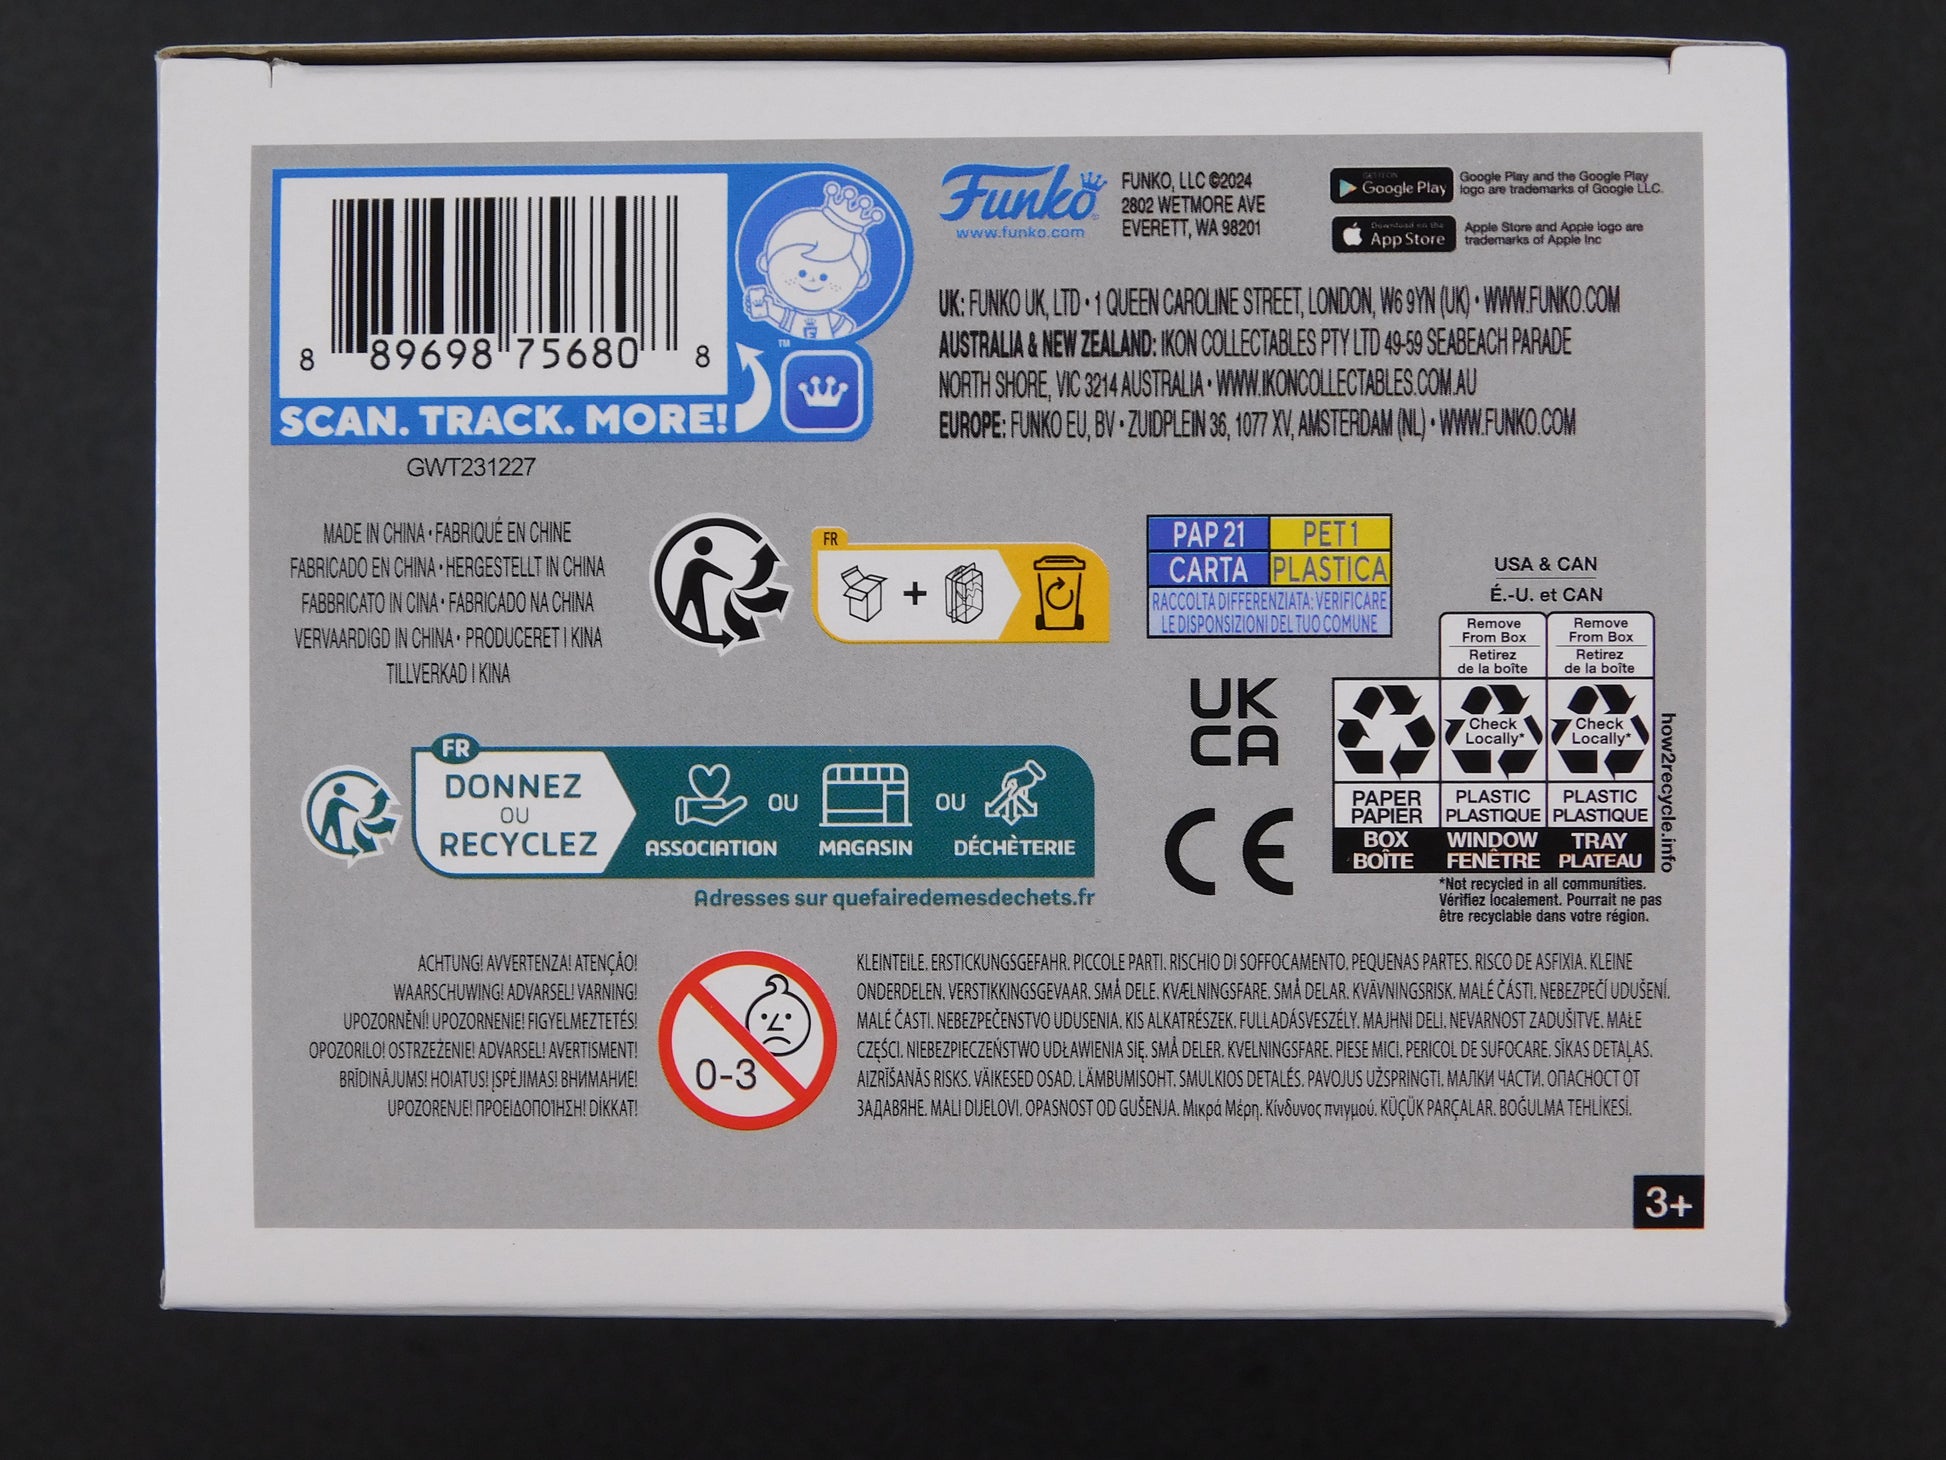 8 89698 75680 8
SCAN. TRACK. MORE!
TM
GWT231227
Funko
www.funko.com
FUNKO, LLC ©2024
2802 WETMORE AVE
EVERETT, WA 98201
GET IT ON
Google Play
Google Play and the Google Play
logo are trademarks of Google LLC.
Download on the
App Store
Apple Store and Apple logo are
trademarks of Apple Inc
UK: FUNKO UK, LTD • 1 QUEEN CAROLINE STREET, LONDON, W6 9YN (UK) • WWW.FUNKO.COM
AUSTRALIA & NEW ZEALAND: IKON COLLECTABLES PTY LTD 49-59 SEABEACH PARADE
NORTH SHORE, VIC 3214 AUSTRALIA • WWW.IKONCOLLECTABLES.COM.AU
EUROPE: FUNKO EU, BV • ZUIDPLEIN 36, 1077 XV, AMSTERDAM (NL) • WWW.FUNKO.COM
MADE IN CHINA • FABRIQUÉ EN CHINE
FABRICADO EN CHINA • HERGESTELLT IN CHINA
FABBRICATO IN CINA • FABRICADO NA CHINA
VERVAARDIGD IN CHINA • PRODUCERET I KINA
TILLVERKAD I KINA
FR
+
PAP 21 PET 1
CARTA PLASTICA
RACCOLTA DIFFERENZIATA: VERIFICARE
LE DISPONSIZIONI DEL TUO COMUNE
USA & CAN
É.-U. et CAN
Remove
From Box
Retirez
de la boîte
Remove
From Box
Retirez
de la boîte
Check
Locally*
Check
Locally*
PAPER
PAPIER
PLASTIC
PLASTIQUE
PLASTIC
PLASTIQUE
BOX
BOÎTE
WINDOW
FENÊTRE
TRAY
PLATEAU
how2recycle.info
*Not recycled in all communities.
Vérifiez localement. Pourrait ne pas
être recyclable dans votre région.
UK
CA
CE
FR
DONNEZ
OU
RECYCLEZ
ASSOCIATION
OU
MAGASIN
OU
DÉCHÈTERIE
Adresses sur quefairedemesdechets.fr
ACHTUNG! AVVERTENZA! ATENÇÃO!
WAARSCHUWING! ADVARSEL! VARNING!
UPOZORNĚNÍ! UPOZORNENIE! FIGYELMEZTETÉS!
OPOZORILO! OSTRZEŻENIE! ADVARSEL! AVERTISMENT!
BRĪDINĀJUMS! HOIATUS! ĮSPĖJIMAS! ВНИМАНИЕ!
UPOZORENJE! ΠΡΟΕΙΔΟΠΟΊΗΣΗ! DİKKAT!
0-3
KLEINTEILE. ERSTICKUNGSGEFAHR. PICCOLE PARTI. RISCHIO DI SOFFOCAMENTO. PEQUENAS PARTES. RISCO DE ASFIXIA. KLEINE
ONDERDELEN. VERSTIKKINGSGEVAAR. SMÅ DELE. KVÆLNINGSFARE. SMÅ DELAR. KVÄVNINGSRISK. MALÉ ČÁSTI. NEBEZPEČÍ UDUŠENÍ.
MALÉ ČASTI. NEBEZPEČENSTVO UDUSENIA. KIS ALKATRÉSZEK. FULLADÁSVESZÉLY. MAJHNI DELI. NEVARNOST ZADUŠITVE. MAŁE
CZĘŚCI. NIEBEZPIECZEŃSTWO UDŁAWIENIA SIĘ. SMÅ DELER. KVELNINGSFARE. PIESE MICI. PERICOL DE SUFOCARE. SĪKAS DETAĻAS.
AIZRĪŠANĀS RISKS. VÄIKESED OSAD. LÄMBUMISOHT. SMULKIOS DETALĖS. PAVOJUS UŽSPRINGTI. МАЛКИ ЧАСТИ. ОПАСНОСТ ОТ
ЗАДАВЯНЕ. MALI DIJELOVI. OPASNOST OD GUŠENJA. Μικρά Μέρη. Κίνδυνος πνιγμού. KÜÇÜK PARÇALAR. BOĞULMA TEHLİKESİ.
3+